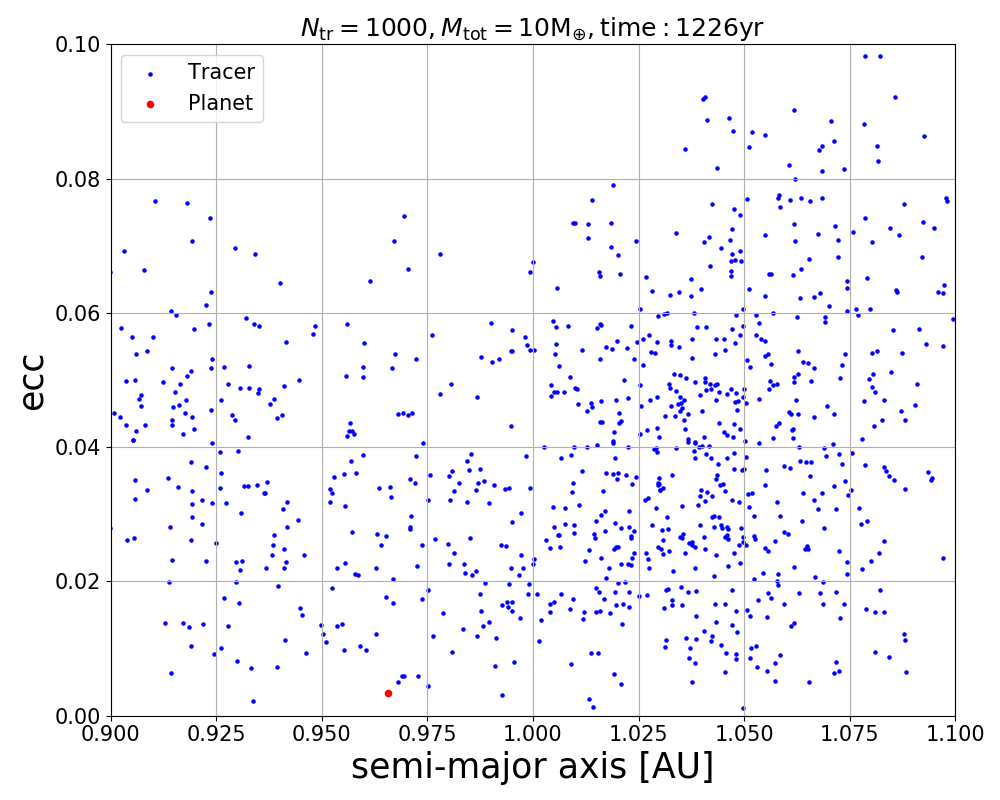 N_tr = 1000, M_tot = 10M_⊕, time : 1226yr
Tracer
Planet
0.10
0.08
0.06
0.04
0.02
0.00
ecc
0.900 0.925 0.950 0.975 1.000 1.025 1.050 1.075 1.100
semi-major axis [AU]